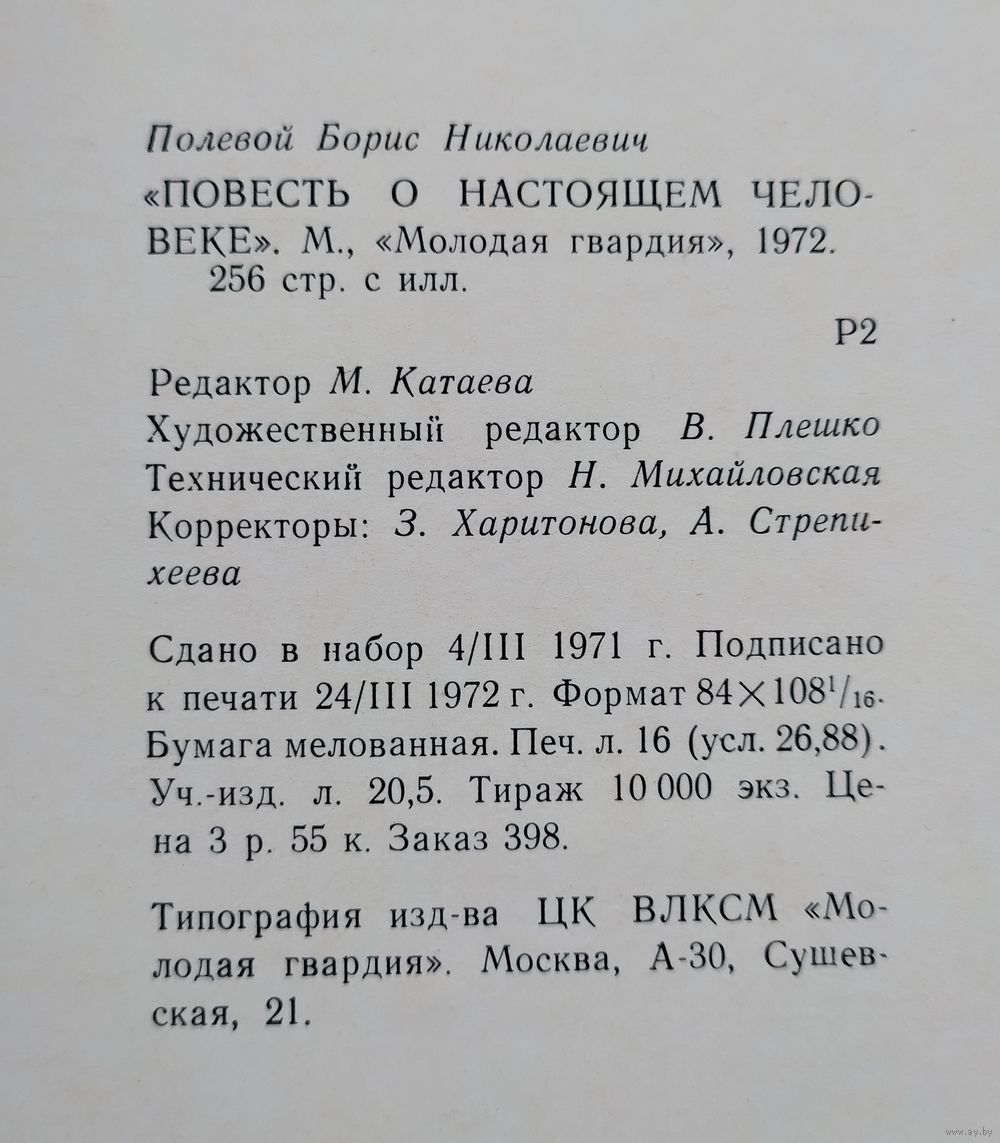 Полевой Борис Николаевич
«ПОВЕСТЬ О НАСТОЯЩЕМ ЧЕЛО-
ВЕКЕ». М., «Молодая гвардия», 1972.
256 стр. с илл.
Р2
Редактор М. Катаева
Художественный редактор В. Плешко
Технический редактор Н. Михайловская
Корректоры: З. Харитонова, А. Стрепи-
хеева
Сдано в набор 4/III 1971 г. Подписано
к печати 24/III 1972 г. Формат 84×108¹/₁₆.
Бумага мелованная. Печ. л. 16 (усл. 26,88).
Уч.-изд. л. 20,5. Тираж 10 000 экз. Це-
на 3 р. 55 к. Заказ 398.
Типография изд-ва ЦК ВЛКСМ «Мо-
лодая гвардия». Москва, А-30, Сущев-
ская, 21.
www.ay.by